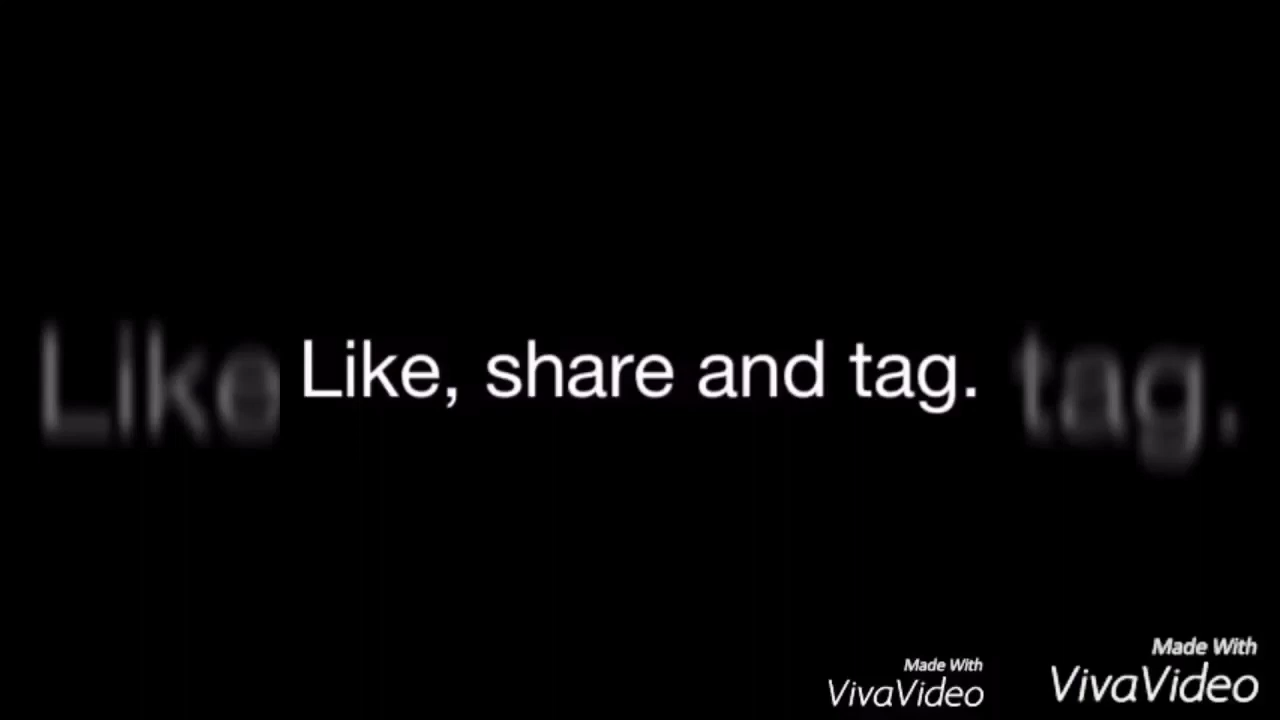 Like
Like, share and tag.
tag.
Made With
VivaVideo
Made With
VivaVideo